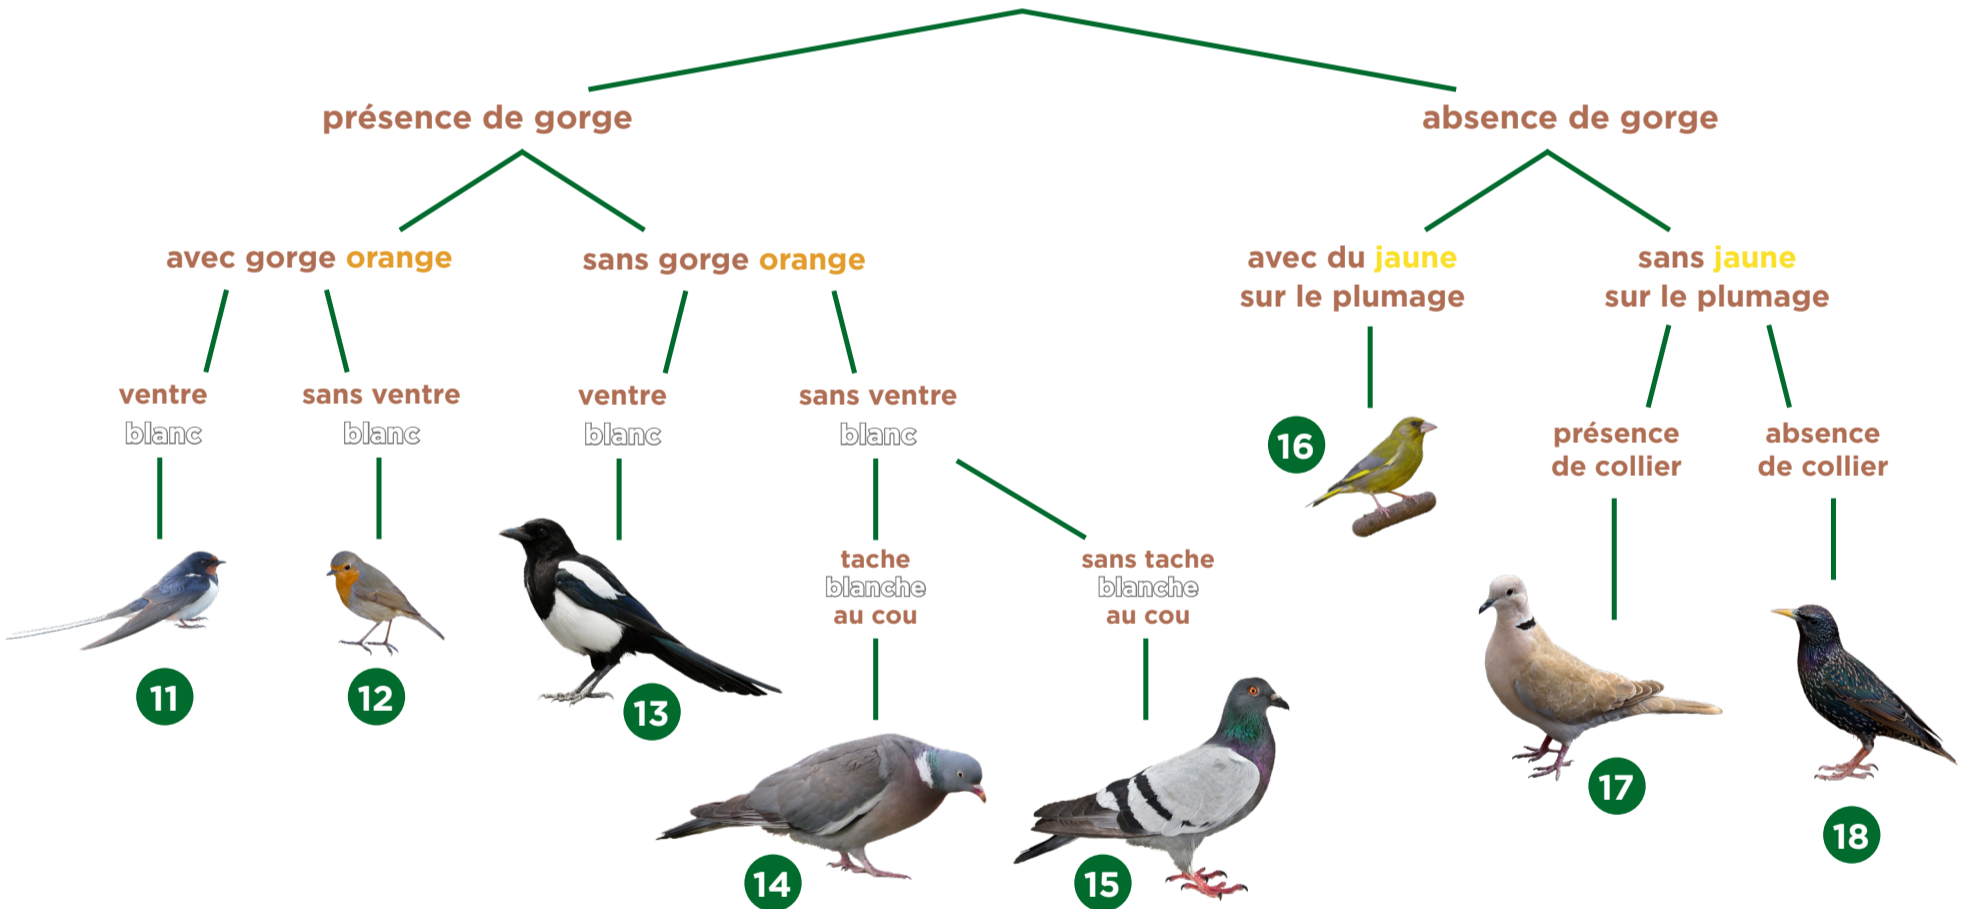 présence de gorge
absence de gorge
avec gorge orange
sans gorge orange
avec du jaune
sur le plumage
sans jaune
sur le plumage
ventre
blanc
sans ventre
blanc
ventre
blanc
sans ventre
blanc
16
présence
de collier
absence
de collier
tache
blanche
au cou
sans tache
blanche
au cou
11
12
13
14
15
17
18